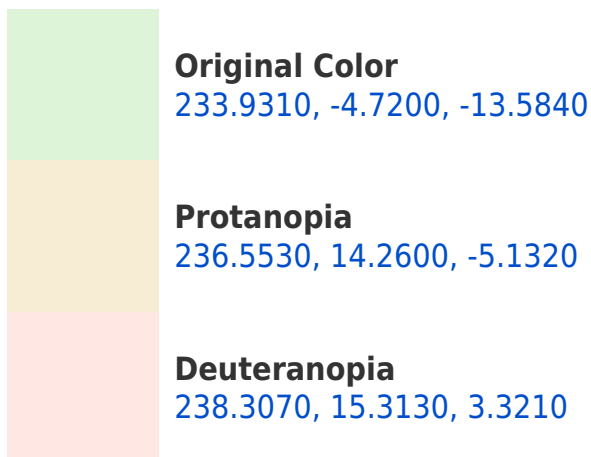 Original Color
233.9310, -4.7200, -13.5840
Protanopia
236.5530, 14.2600, -5.1320
Deuteranopia
238.3070, 15.3130, 3.3210